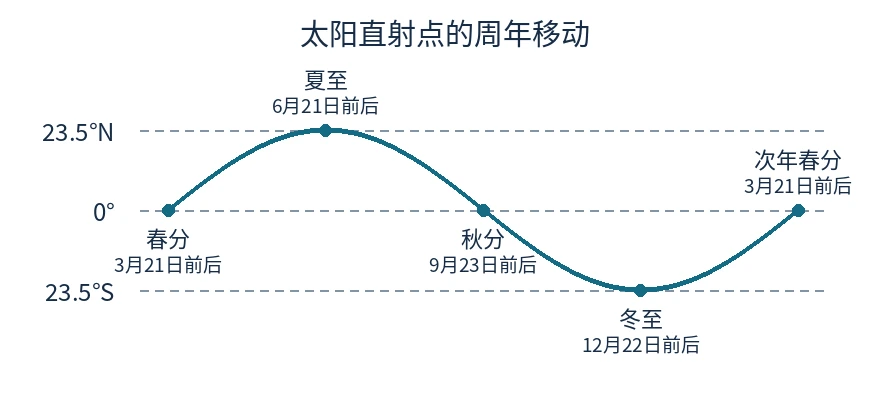 太阳直射点的周年移动
夏至
6月21日前后
23.5°N
次年春分
3月21日前后
0°
春分
3月21日前后
秋分
9月23日前后
23.5°S
冬至
12月22日前后